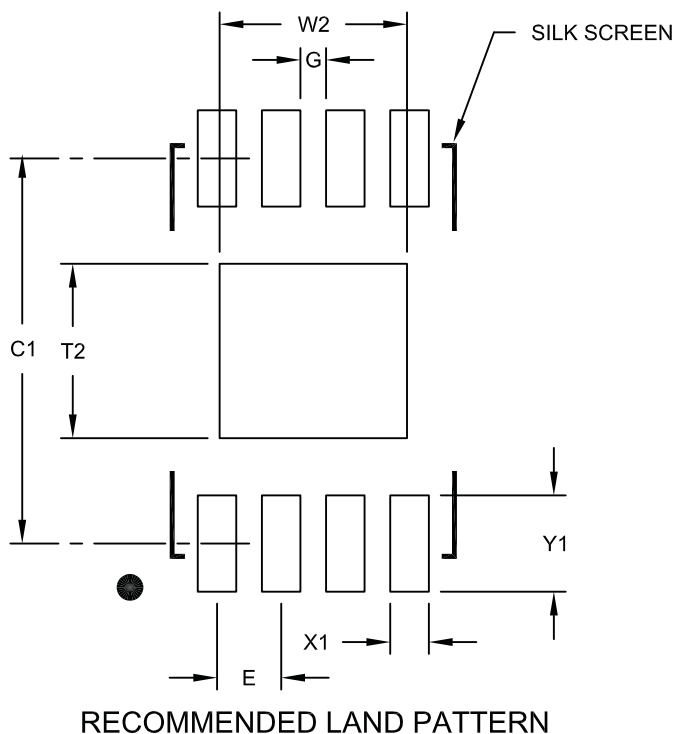 W2
SILK SCREEN
G
C1
T2
Y1
X1
E
RECOMMENDED LAND PATTERN